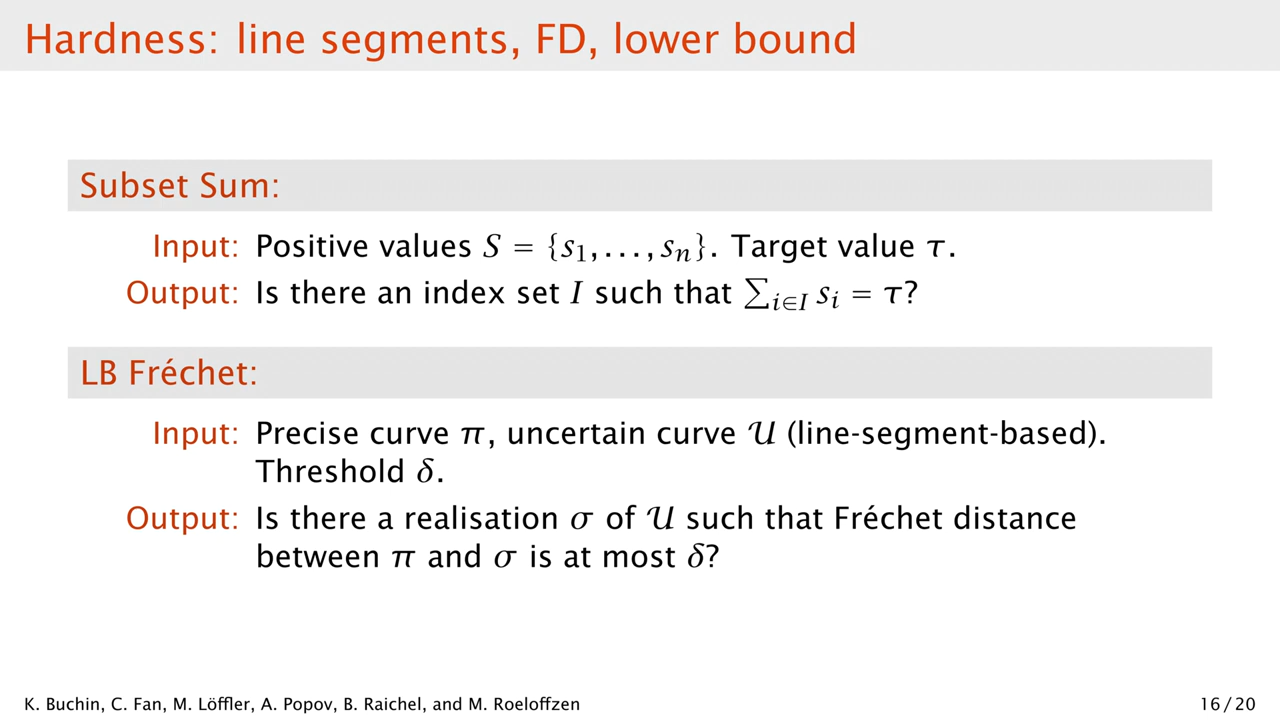 Hardness: line segments, FD, lower bound
Subset Sum:
Input: Positive values S = {s₁, . . . , sₙ}. Target value τ.
Output: Is there an index set I such that ∑ᵢ∈I sᵢ = τ?
LB Fréchet:
Input: Precise curve π, uncertain curve 𝒰 (line-segment-based).
Threshold δ.
Output: Is there a realisation σ of 𝒰 such that Fréchet distance
between π and σ is at most δ?
K. Buchin, C. Fan, M. Löffler, A. Popov, B. Raichel, and M. Roeloffzen
16 / 20